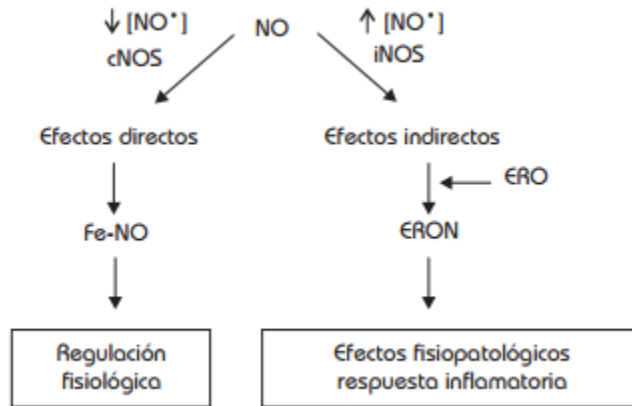 ↓ [NO•]
cNOS
NO
↑ [NO•]
iNOS
Efectos directos
Efectos indirectos
ERO
Fe-NO
ERON
Regulación
fisiológica
Efectos fisiopatológicos
respuesta inflamatoria